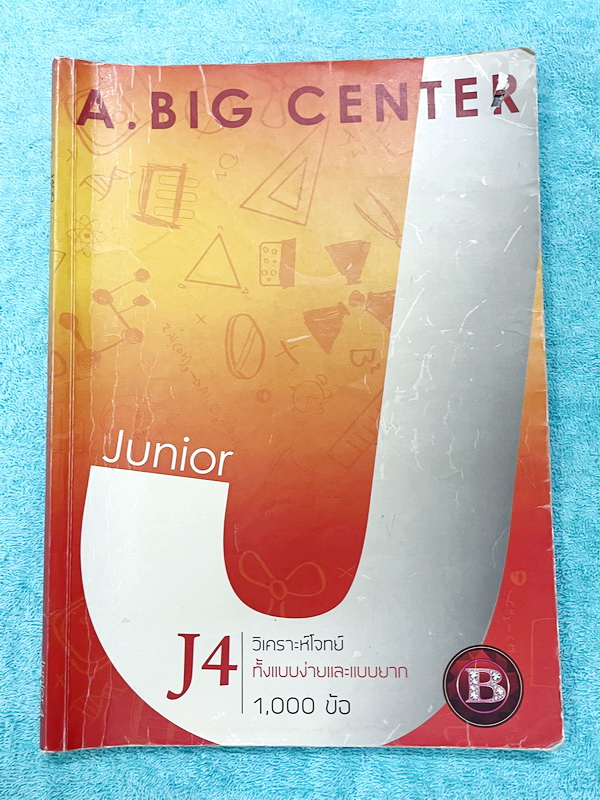 A.BIG CENTER
Junior
J4
วิเคราะห์โจทย์
ทั้งแบบง่ายและแบบยาก
1,000 ข้อ
B